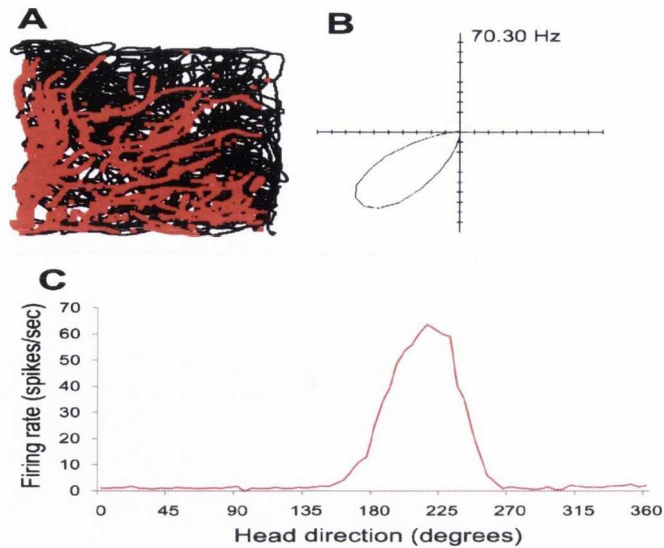 A
B
70.30 Hz
C
Firing rate (spikes/sec)
70
60
50
40
30
20
10
0
0 45 90 135 180 225 270 315 360
Head direction (degrees)